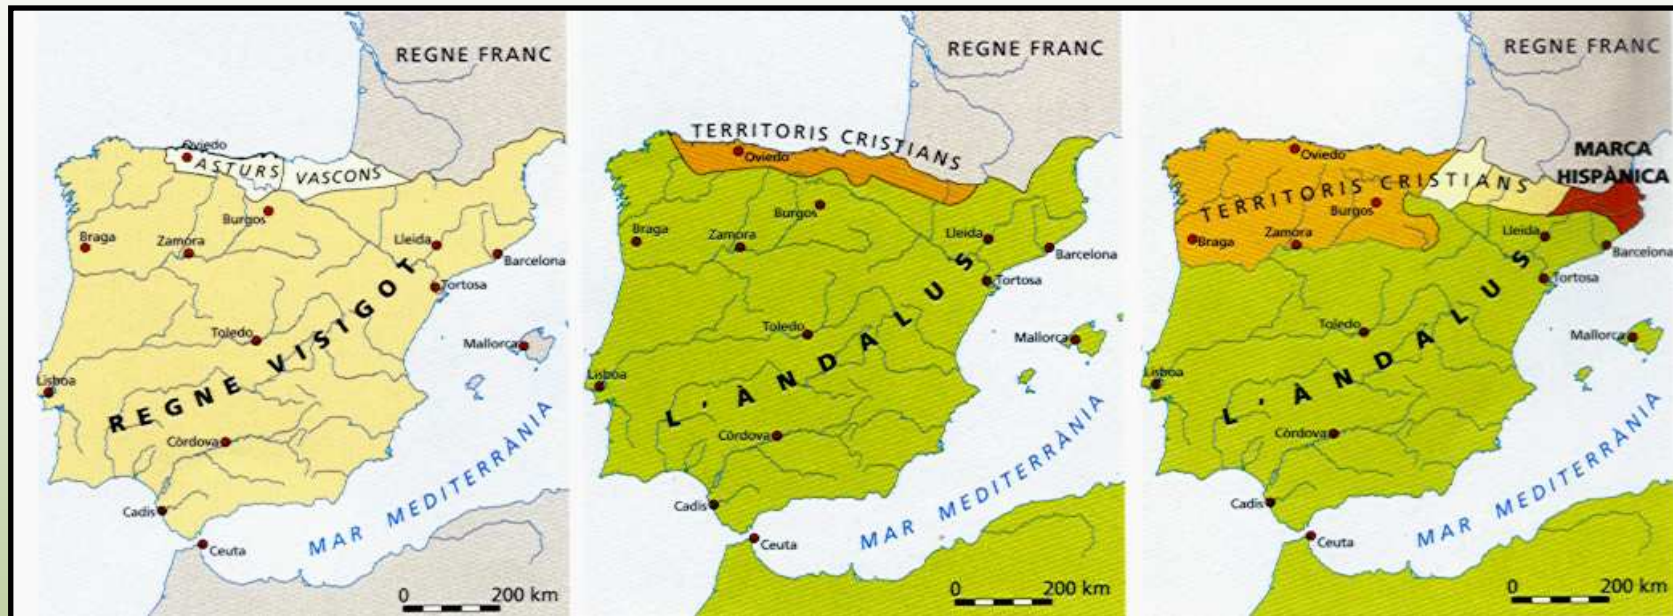 REGNE FRANC
Oviedo
ASTURS
VASCONS
Burgos
Braga
Zamora
Lleida
Barcelona
Tortosa
REGNE VISIGOT
Toledo
Mallorca
Lisboa
Còrdova
MAR MEDITERRÀNIA
Cadis
Ceuta
0 200 km
REGNE FRANC
TERRITORIS CRISTIANS
Oviedo
Burgos
Braga
Zamora
Lleida
Barcelona
Tortosa
L'ÀNDALUS
Toledo
Mallorca
Lisboa
Còrdova
MAR MEDITERRÀNIA
Cadis
Ceuta
0 200 km
REGNE FRANC
Oviedo
MARCA
HISPÀNICA
TERRITORIS CRISTIANS
Burgos
Braga
Zamora
Lleida
Barcelona
Tortosa
L'ÀNDALUS
Toledo
Mallorca
Lisboa
Còrdova
MAR MEDITERRÀNIA
Cadis
Ceuta
0 200 km